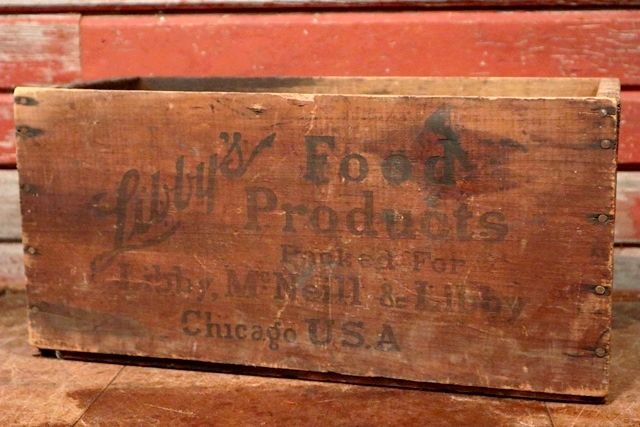 Libby's Food
Products
Packed For
Libby, McNeill & Libby
Chicago U.S.A